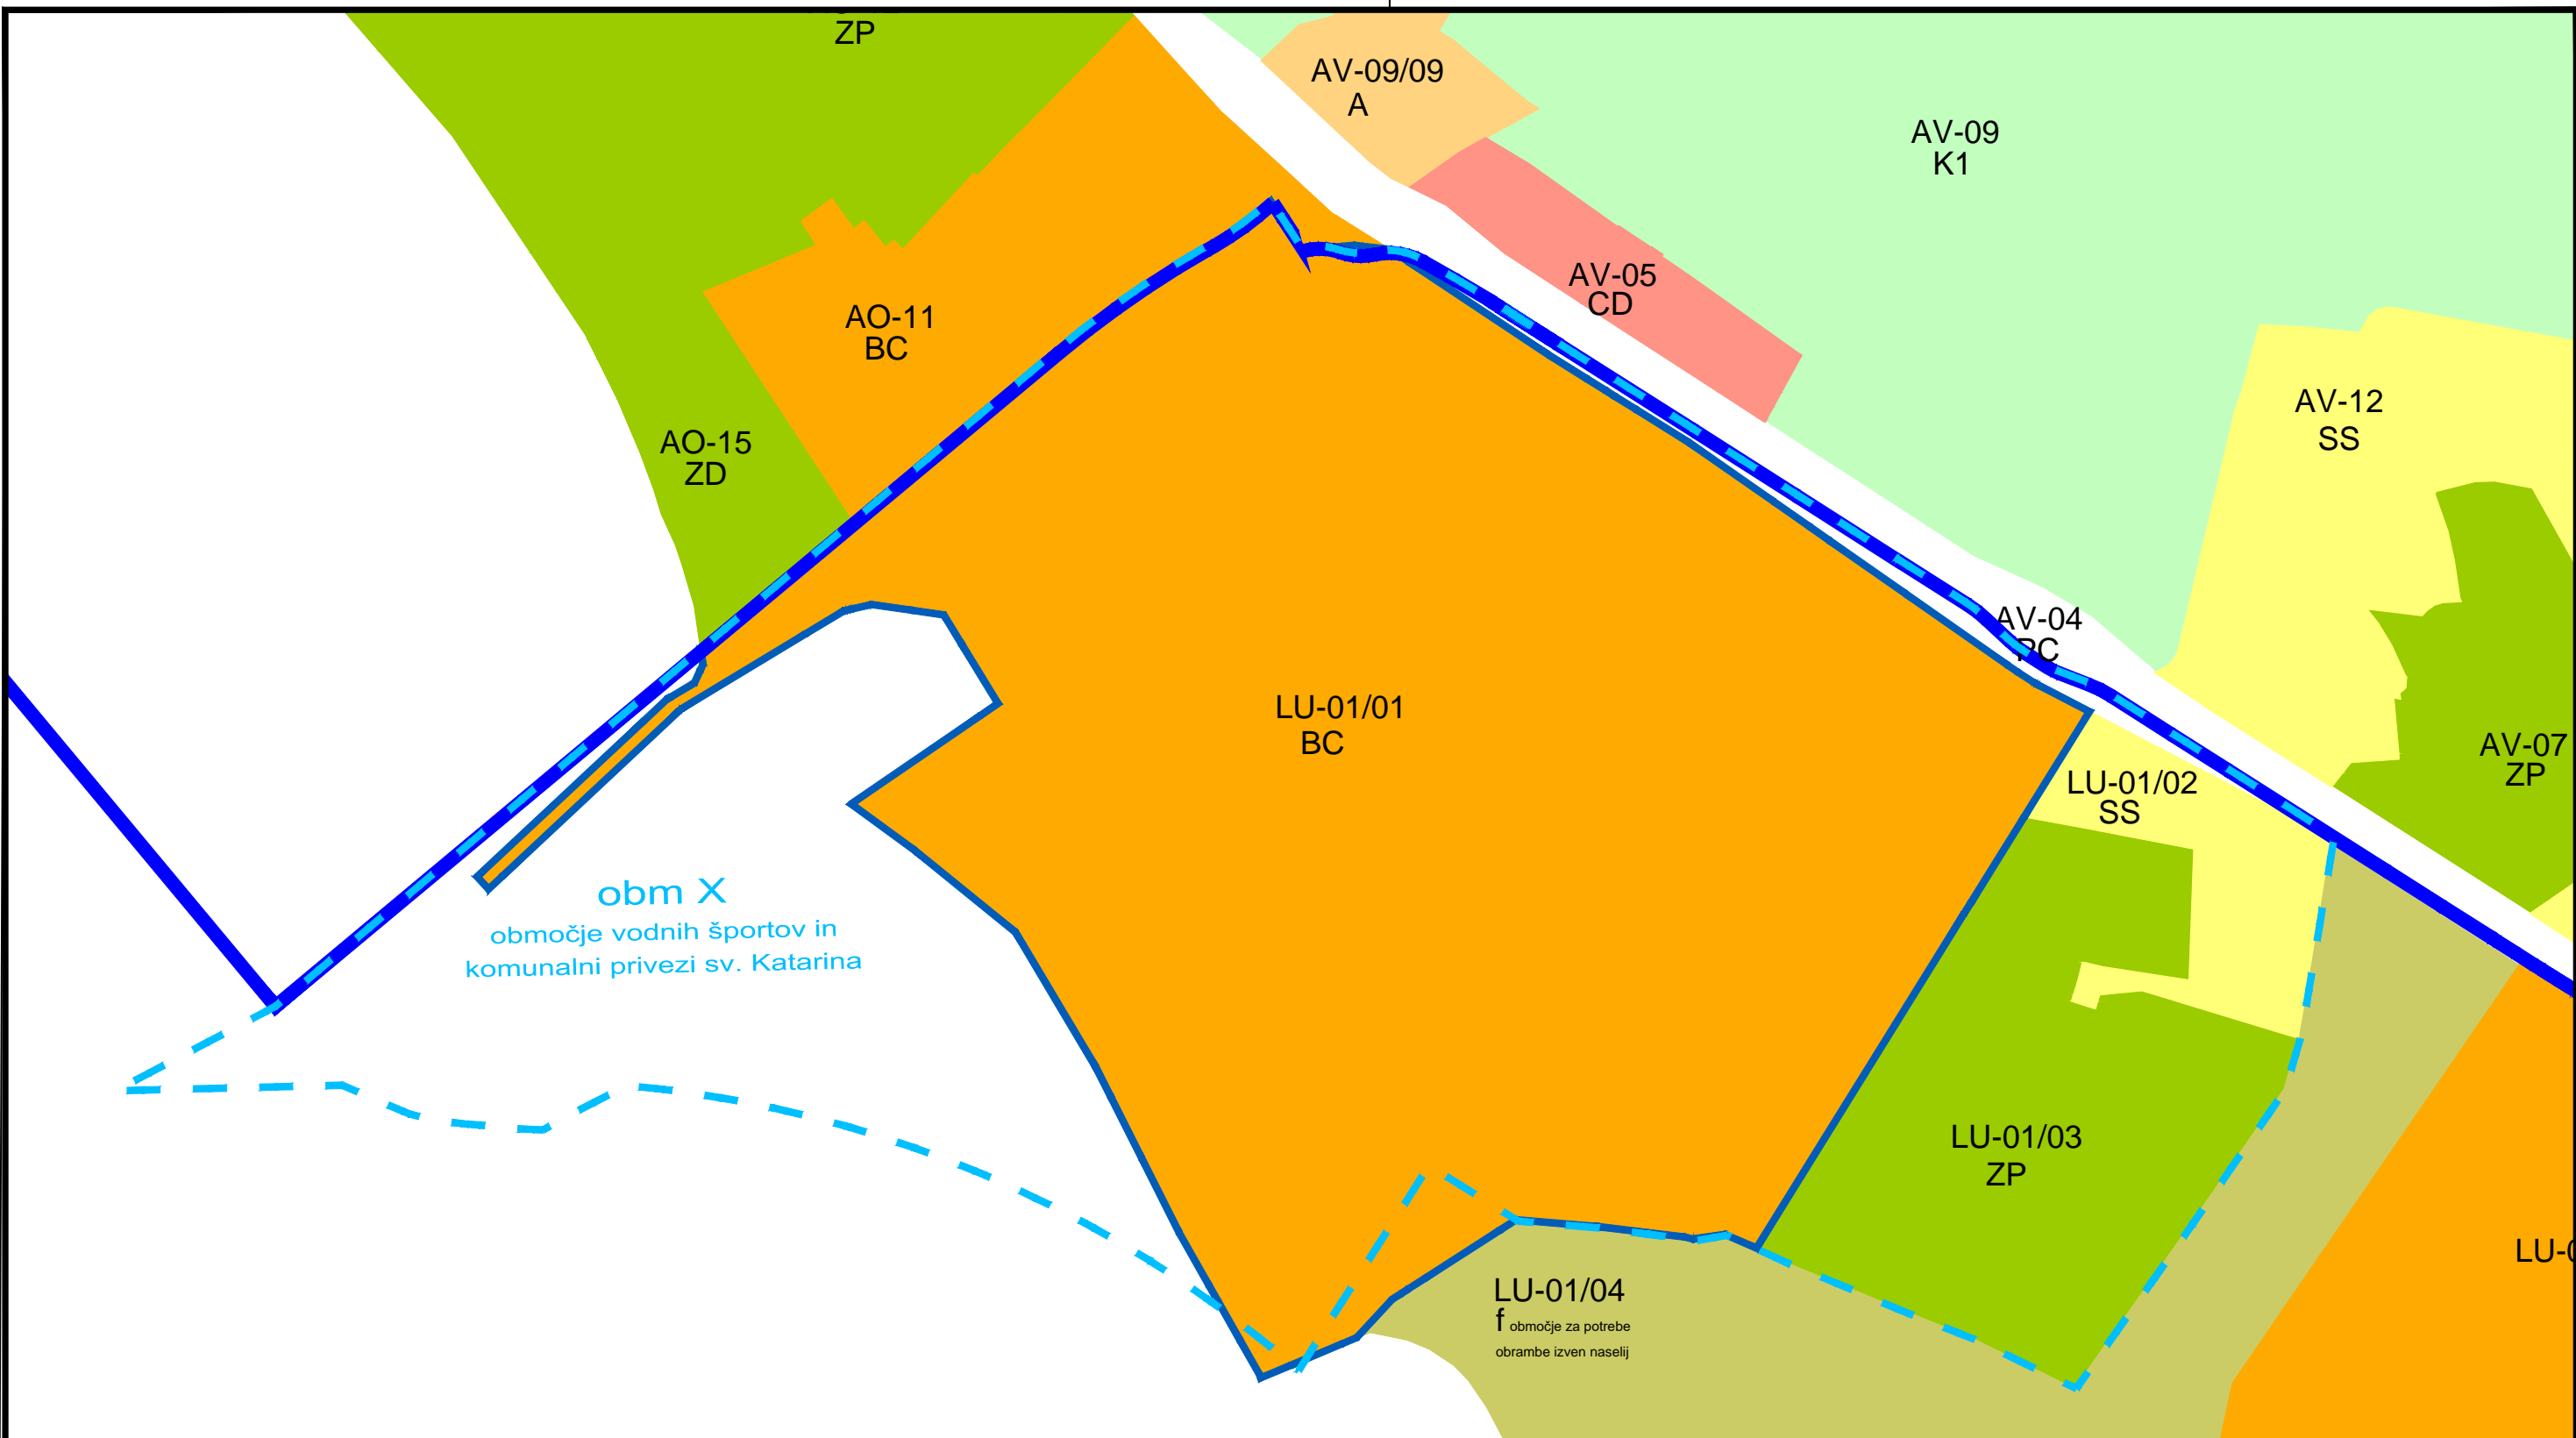 ZP
AV-09/09
A
AV-09
K1
AV-05
CD
AO-11
BC
AV-12
SS
AO-15
ZD
AV-04
PC
LU-01/01
BC
AV-07
ZP
LU-01/02
SS
obm X
območje vodnih športov in
komunalni privezi sv. Katarina
LU-01/03
ZP
LU-01/04
f območje za potrebe
obrambe izven naselij